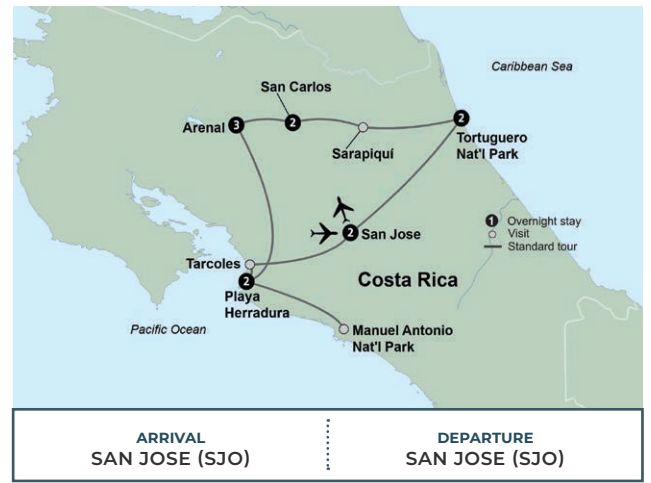 Caribbean Sea
San Carlos
2
Arenal
3
2
Sarapiquí
Tortuguero
Nat'l Park
1 Overnight stay
Visit
Standard tour
2
San Jose
Tarcoles
2
Costa Rica
Playa
Herradura
Pacific Ocean
Manuel Antonio
Nat'l Park
ARRIVAL
SAN JOSE (SJO)
DEPARTURE
SAN JOSE (SJO)